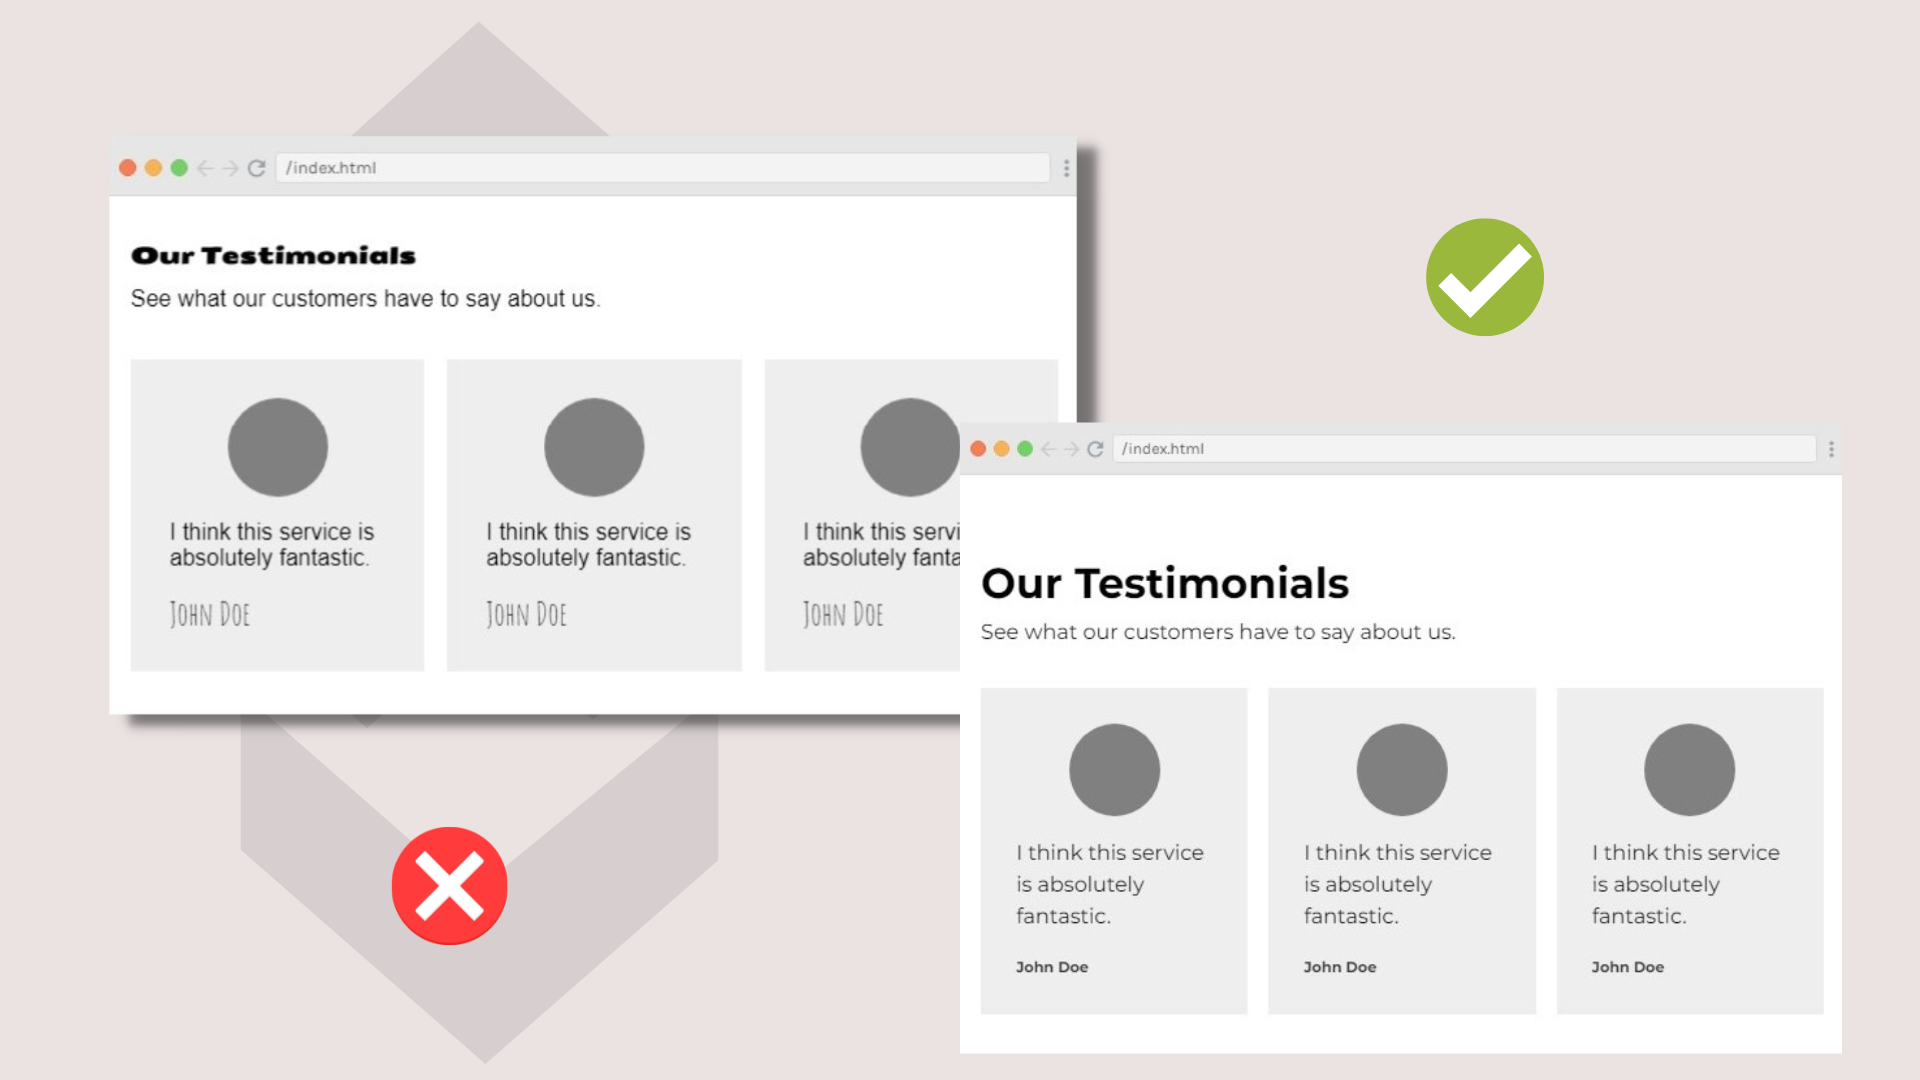 /index.html
Our Testimonials
See what our customers have to say about us.
I think this service is
absolutely fantastic.
John Doe
I think this service is
absolutely fantastic.
John Doe
I think this servi
absolutely fanta
John Doe
/index.html
Our Testimonials
See what our customers have to say about us.
I think this service
is absolutely
fantastic.
John Doe
I think this service
is absolutely
fantastic.
John Doe
I think this service
is absolutely
fantastic.
John Doe